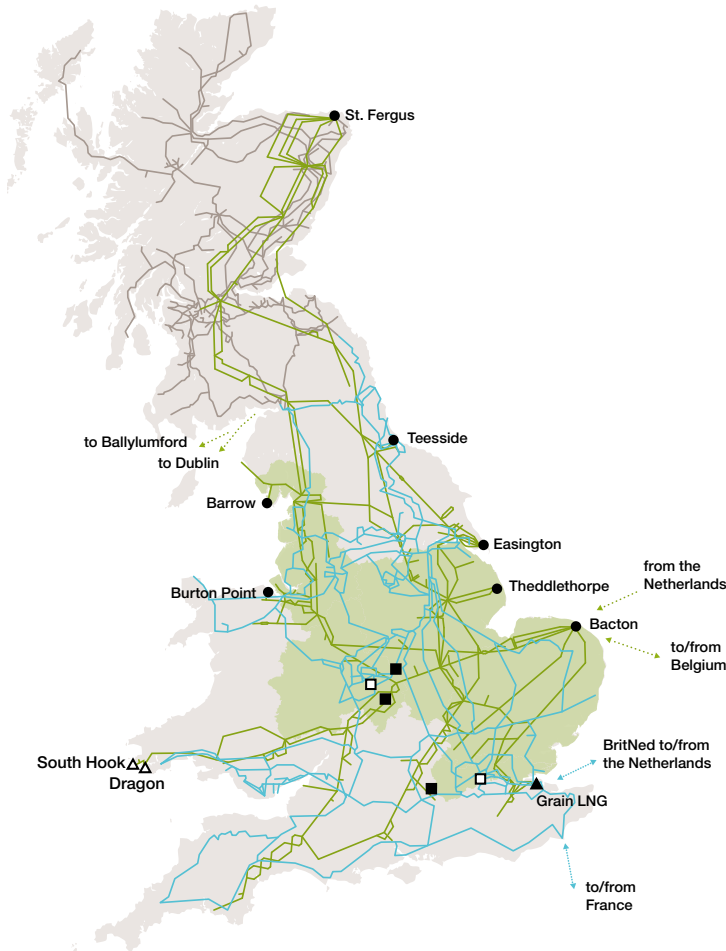 St. Fergus
to Ballylumford
to Dublin
Teesside
Barrow
Easington
Burton Point
Theddlethorpe
from the
Netherlands
Bacton
to/from
Belgium
South Hook
Dragon
BritNed to/from
the Netherlands
Grain LNG
to/from
France